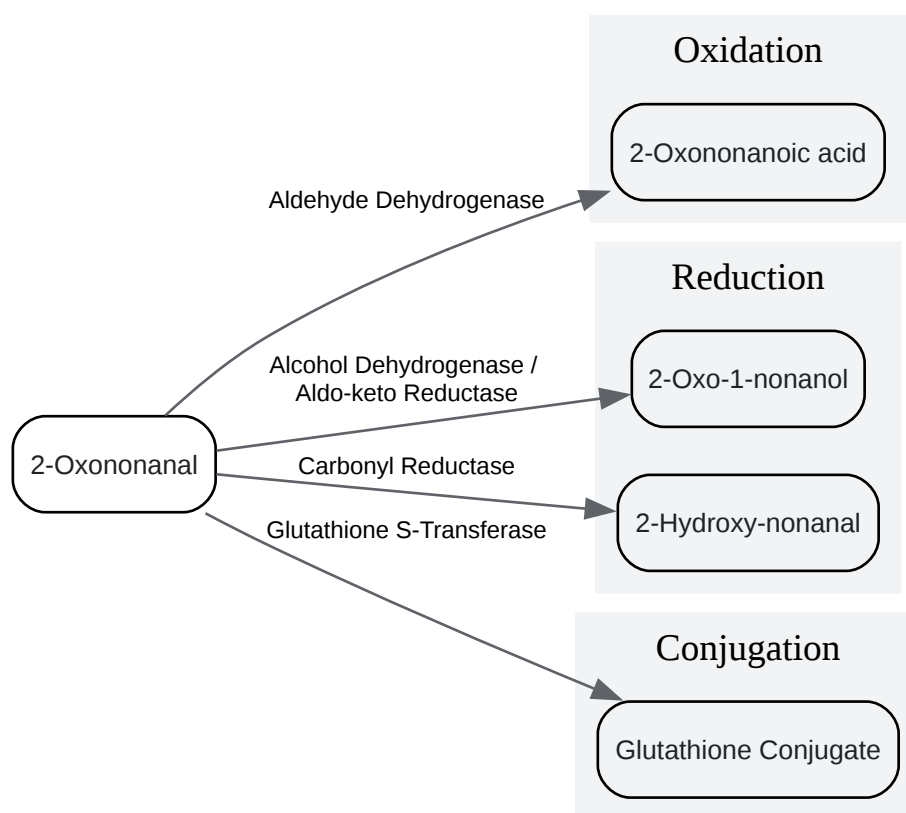 Oxidation
2-Oxononanoic acid
Aldehyde Dehydrogenase
Reduction
Alcohol Dehydrogenase /
Aldo-keto Reductase
2-Oxo-1-nonanol
2-Oxononanal
Carbonyl Reductase
2-Hydroxy-nonanal
Glutathione S-Transferase
Conjugation
Glutathione Conjugate